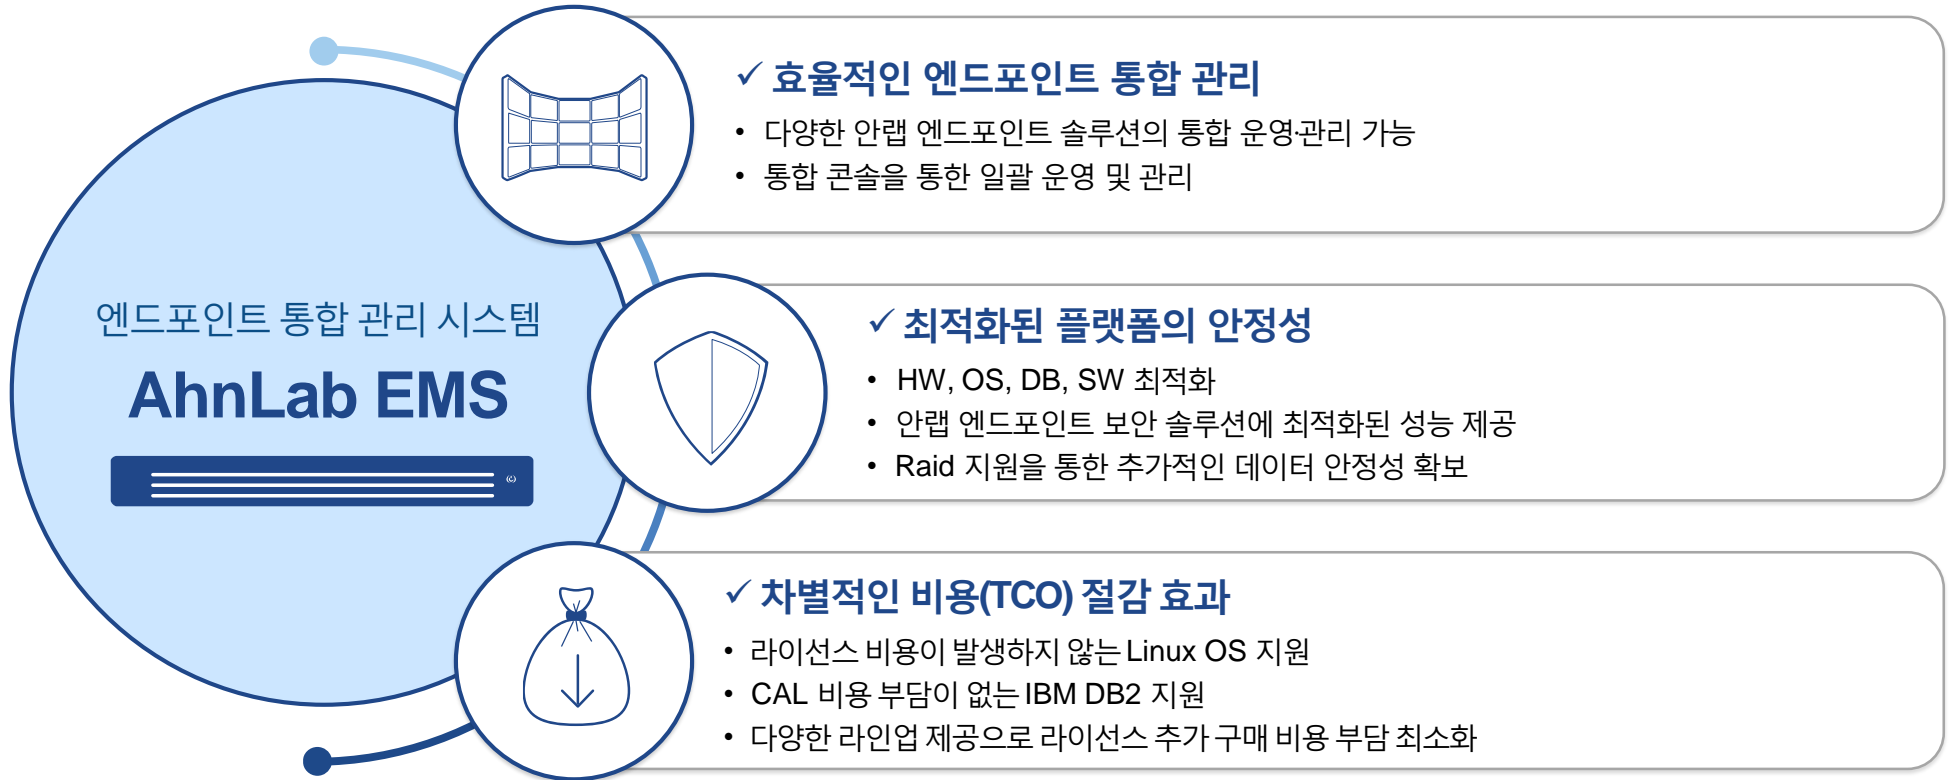 엔드포인트 통합 관리 시스템
AhnLab EMS
✓ 효율적인 엔드포인트 통합 관리
• 다양한 안랩 엔드포인트 솔루션의 통합 운영·관리 가능
• 통합 콘솔을 통한 일괄 운영 및 관리
✓ 최적화된 플랫폼의 안정성
• HW, OS, DB, SW 최적화
• 안랩 엔드포인트 보안 솔루션에 최적화된 성능 제공
• Raid 지원을 통한 추가적인 데이터 안정성 확보
✓ 차별적인 비용(TCO) 절감 효과
• 라이선스 비용이 발생하지 않는 Linux OS 지원
• CAL 비용 부담이 없는 IBM DB2 지원
• 다양한 라인업 제공으로 라이선스 추가 구매 비용 부담 최소화